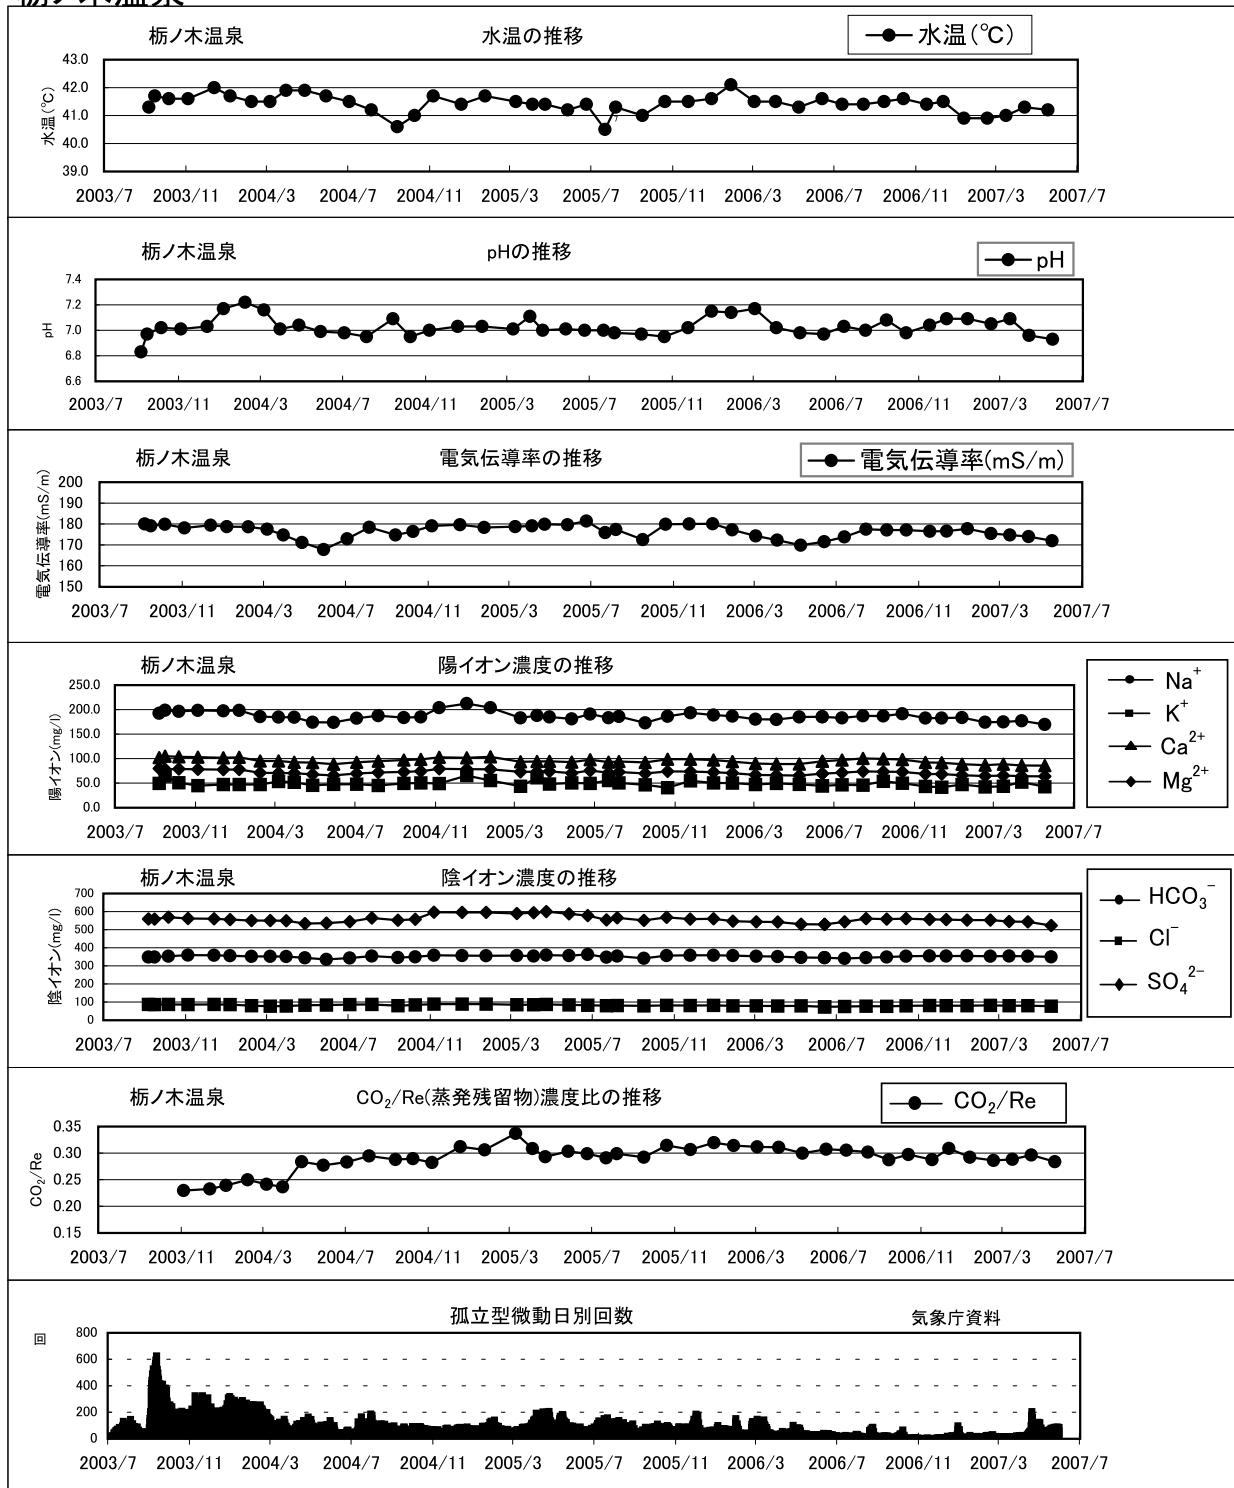 栃ノ木温泉
栃ノ木温泉 水温の推移 水温(℃)
水温(℃)
43.0
42.0
41.0
40.0
39.0
2003/7 2003/11 2004/3 2004/7 2004/11 2005/3 2005/7 2005/11 2006/3 2006/7 2006/11 2007/3 2007/7
栃ノ木温泉 pHの推移 pH
pH
7.4
7.2
7.0
6.8
6.6
2003/7 2003/11 2004/3 2004/7 2004/11 2005/3 2005/7 2005/11 2006/3 2006/7 2006/11 2007/3 2007/7
栃ノ木温泉 電気伝導率の推移 電気伝導率(mS/m)
電気伝導率(mS/m)
200
190
180
170
160
150
2003/7 2003/11 2004/3 2004/7 2004/11 2005/3 2005/7 2005/11 2006/3 2006/7 2006/11 2007/3 2007/7
栃ノ木温泉 陽イオン濃度の推移
陽イオン(mg/l)
250.0
200.0
150.0
100.0
50.0
0.0
2003/7 2003/11 2004/3 2004/7 2004/11 2005/3 2005/7 2005/11 2006/3 2006/7 2006/11 2007/3 2007/7
Na⁺
K⁺
Ca²⁺
Mg²⁺
栃ノ木温泉 陰イオン濃度の推移
陰イオン(mg/l)
700
600
500
400
300
200
100
0
2003/7 2003/11 2004/3 2004/7 2004/11 2005/3 2005/7 2005/11 2006/3 2006/7 2006/11 2007/3 2007/7
HCO₃⁻
Cl⁻
SO₄²⁻
栃ノ木温泉 CO₂/Re(蒸発残留物)濃度比の推移 CO₂/Re
CO₂/Re
0.35
0.30
0.25
0.20
0.15
2003/7 2003/11 2004/3 2004/7 2004/11 2005/3 2005/7 2005/11 2006/3 2006/7 2006/11 2007/3 2007/7
孤立型微動日別回数 気象庁資料
回
800
600
400
200
0
2003/7 2003/11 2004/3 2004/7 2004/11 2005/3 2005/7 2005/11 2006/3 2006/7 2006/11 2007/3 2007/7